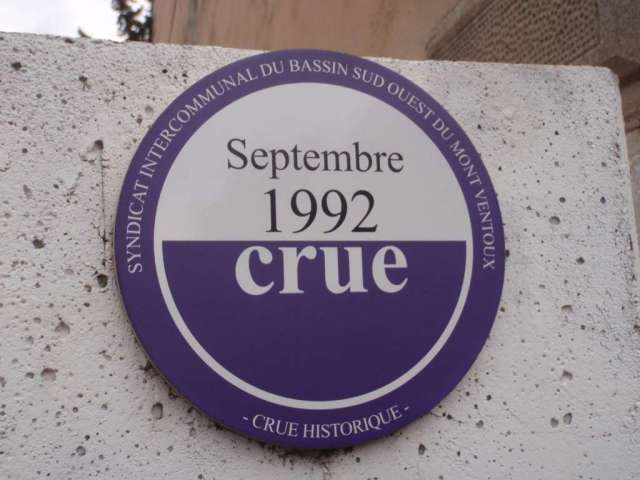 SYNDICAT INTERCOMMUNAL DU BASSIN SUD OUEST DU MONT VENTOUX
Septembre
1992
crue
- CRUE HISTORIQUE -